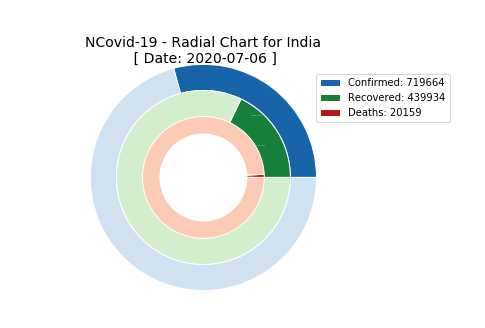 NCovid-19 - Radial Chart for India
[ Date: 2020-07-06 ]
Confirmed: 719664
Recovered: 439934
Deaths: 20159